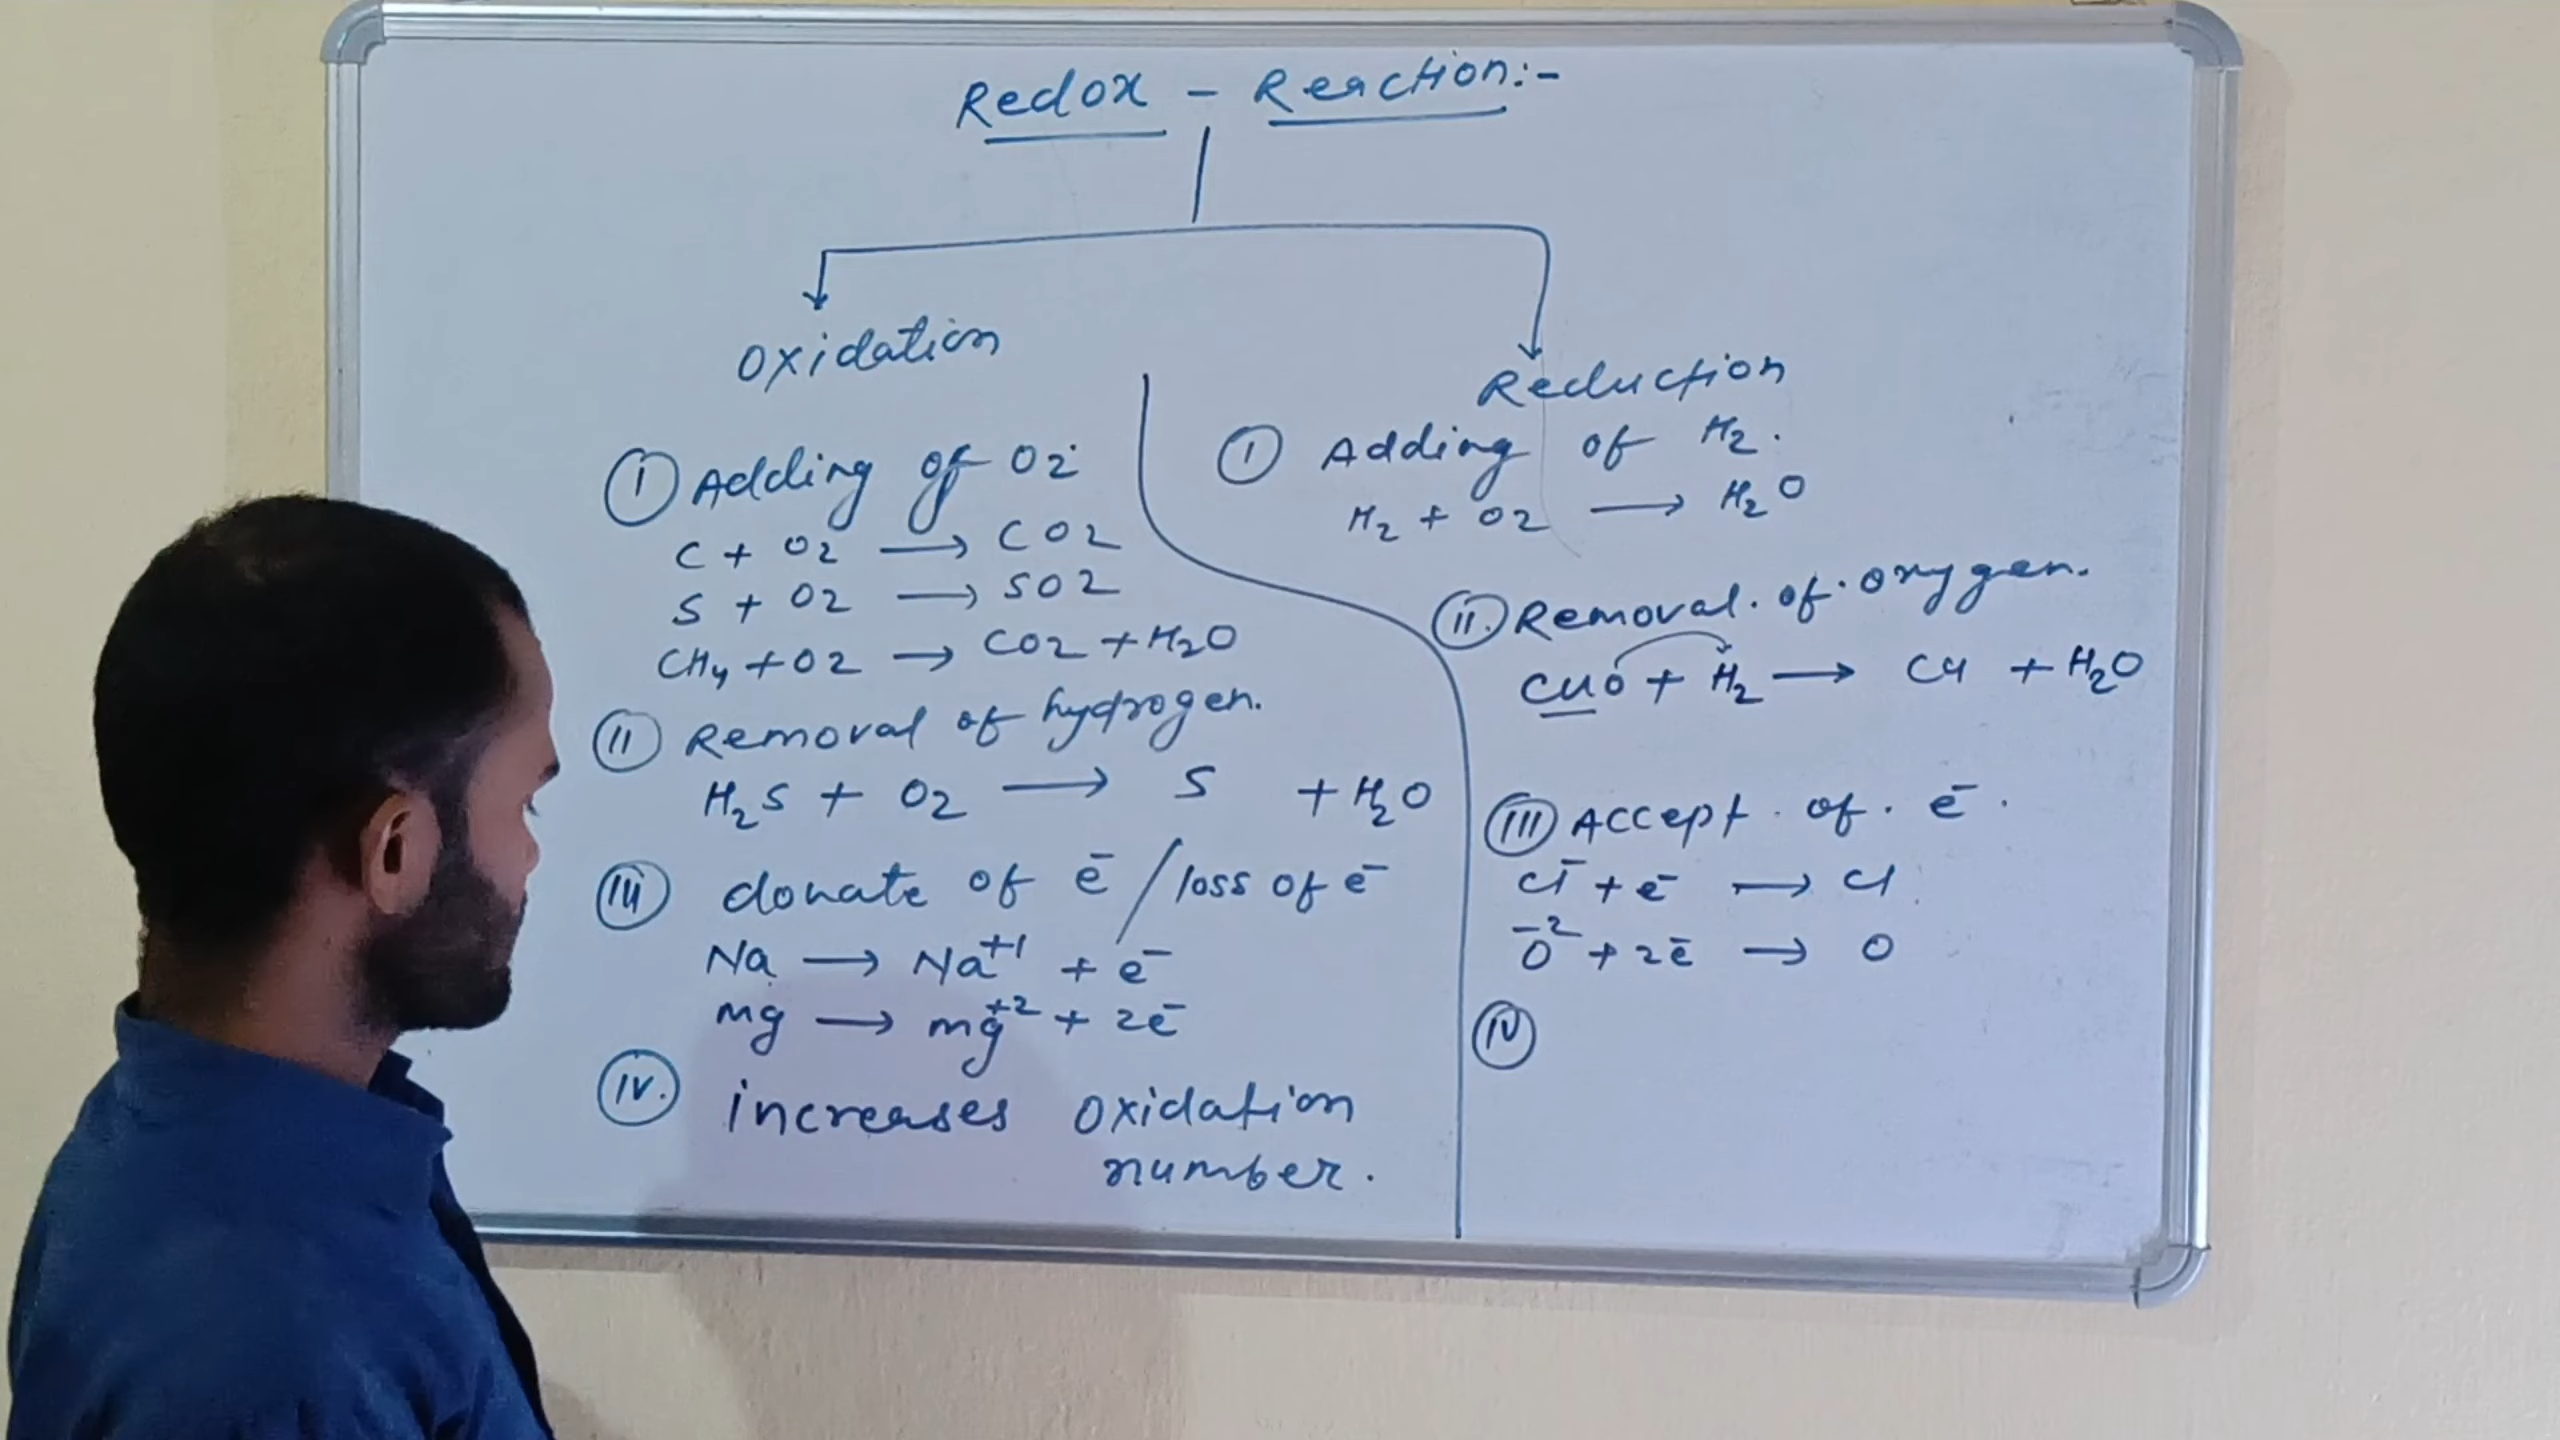 Redox - Reaction:-
Oxidation
(I) Adding of O2.
C + O2 → CO2
S + O2 → SO2
CH4 + O2 → CO2 + H2O
(II) Removal of hydrogen.
H2S + O2 → S + H2O
(III) donate of e⁻ / loss of e⁻
Na → Na⁺¹ + e⁻
mg → mg⁺² + 2e⁻
(IV.) increases oxidation
number.
Reduction
(I) Adding of H2.
H2 + O2 → H2O
(II.) Removal. of. oxygen.
CuO + H2 → Cu + H2O
(III) Accept. of. e⁻.
Cl⁻ + e⁻ → Cl
O⁻² + 2e⁻ → O
(IV)